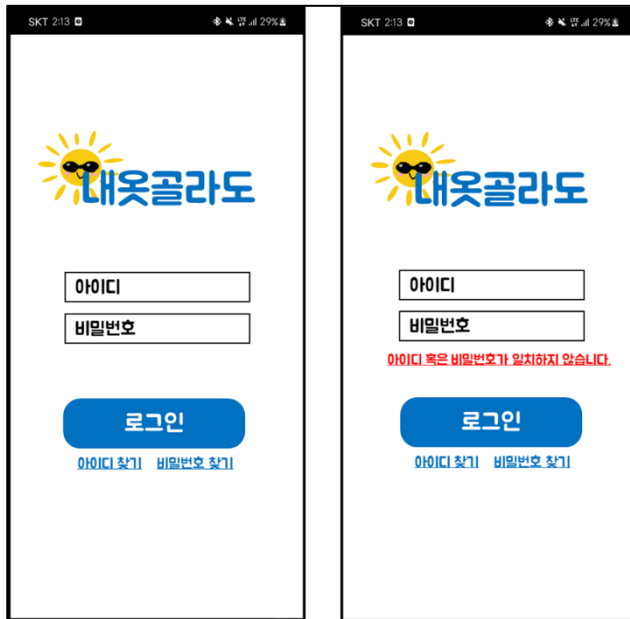 SKT 2:13
29%
내옷골라도
아이디
비밀번호
로그인
아이디 찾기 비밀번호 찾기
SKT 2:13
29%
내옷골라도
아이디
비밀번호
아이디 혹은 비밀번호가 일치하지 않습니다.
로그인
아이디 찾기 비밀번호 찾기